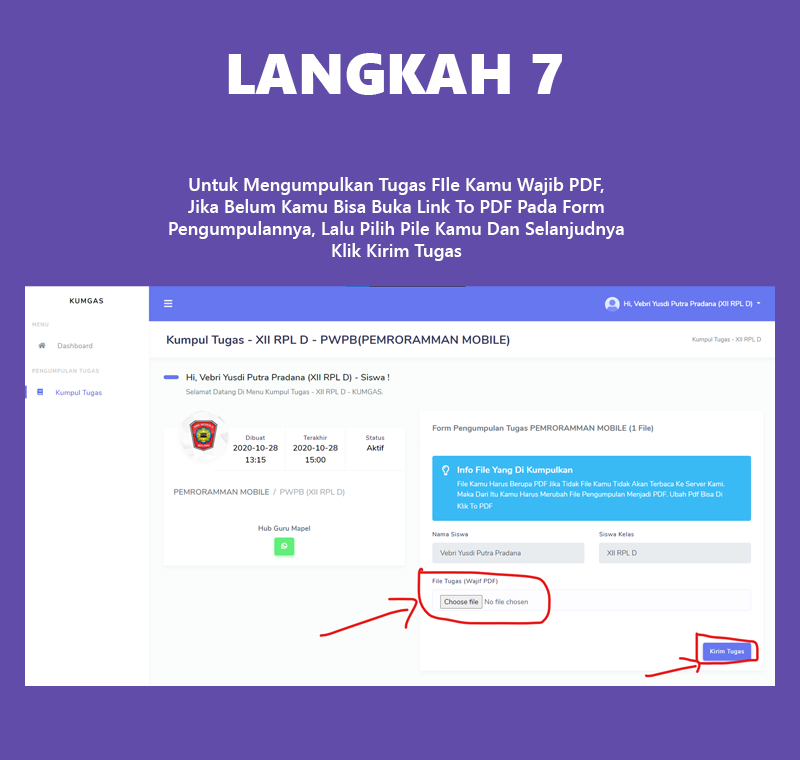 LANGKAH 7
Untuk Mengumpulkan Tugas FIle Kamu Wajib PDF,
Jika Belum Kamu Bisa Buka Link To PDF Pada Form
Pengumpulannya, Lalu Pilih Pile Kamu Dan Selanjudnya
Klik Kirim Tugas
KUMGAS
Hi, Vebri Yusdi Putra Pradana (XII RPL D)
MENU
Dashboard
PENGUMPULAN TUGAS
Kumpul Tugas
Kumpul Tugas - XII RPL D - PWPB(PEMRORAMMAN MOBILE)
Kumpul Tugas - XII RPL D
Hi, Vebri Yusdi Putra Pradana (XII RPL D) - Siswa !
Selamat Datang Di Menu Kumpul Tugas - XII RPL D - KUMGAS.
Dibuat
2020-10-28
13:15
Terakhir
2020-10-28
15:00
Status
Aktif
PEMRORAMMAN MOBILE / PWPB (XII RPL D)
Hub Guru Mapel
Form Pengumpulan Tugas PEMRORAMMAN MOBILE (1 File)
Info File Yang Di Kumpulkan
File Kamu Harus Berupa PDF Jika Tidak File Kamu Tidak Akan Terbaca Ke Server Kami,
Maka Dari Itu Kamu Harus Merubah File Pengumpulan Menjadi PDF. Ubah Pdf Bisa Di
Klik To PDF
Nama Siswa
Vebri Yusdi Putra Pradana
Siswa Kelas
XII RPL D
File Tugas (Wajif PDF)
Choose file No file chosen
Kirim Tugas